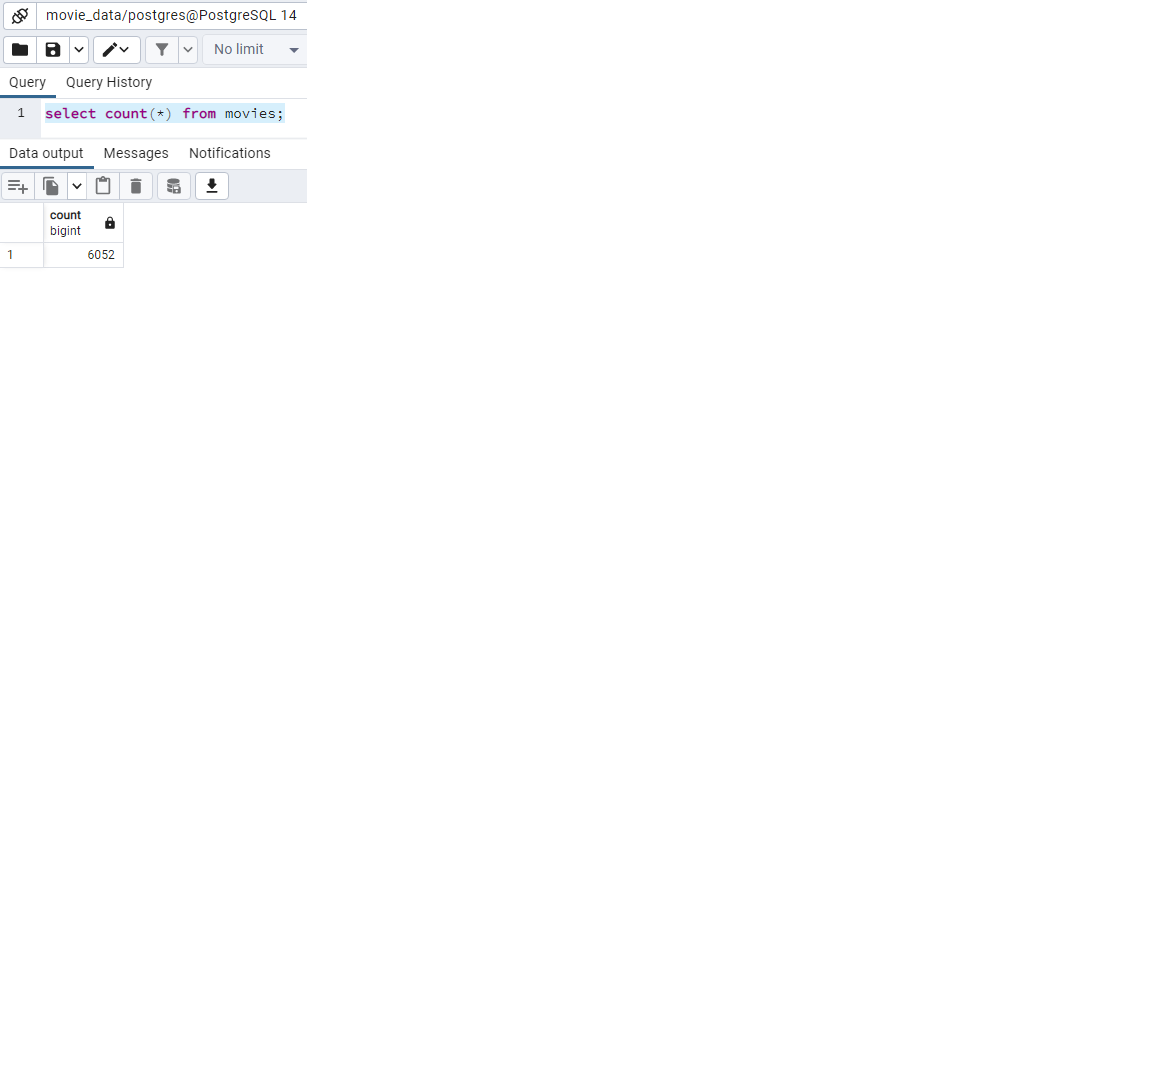 movie_data/postgres@PostgreSQL 14
No limit
Query Query History
1 select count(*) from movies;
Data output Messages Notifications
count
bigint
1 6052